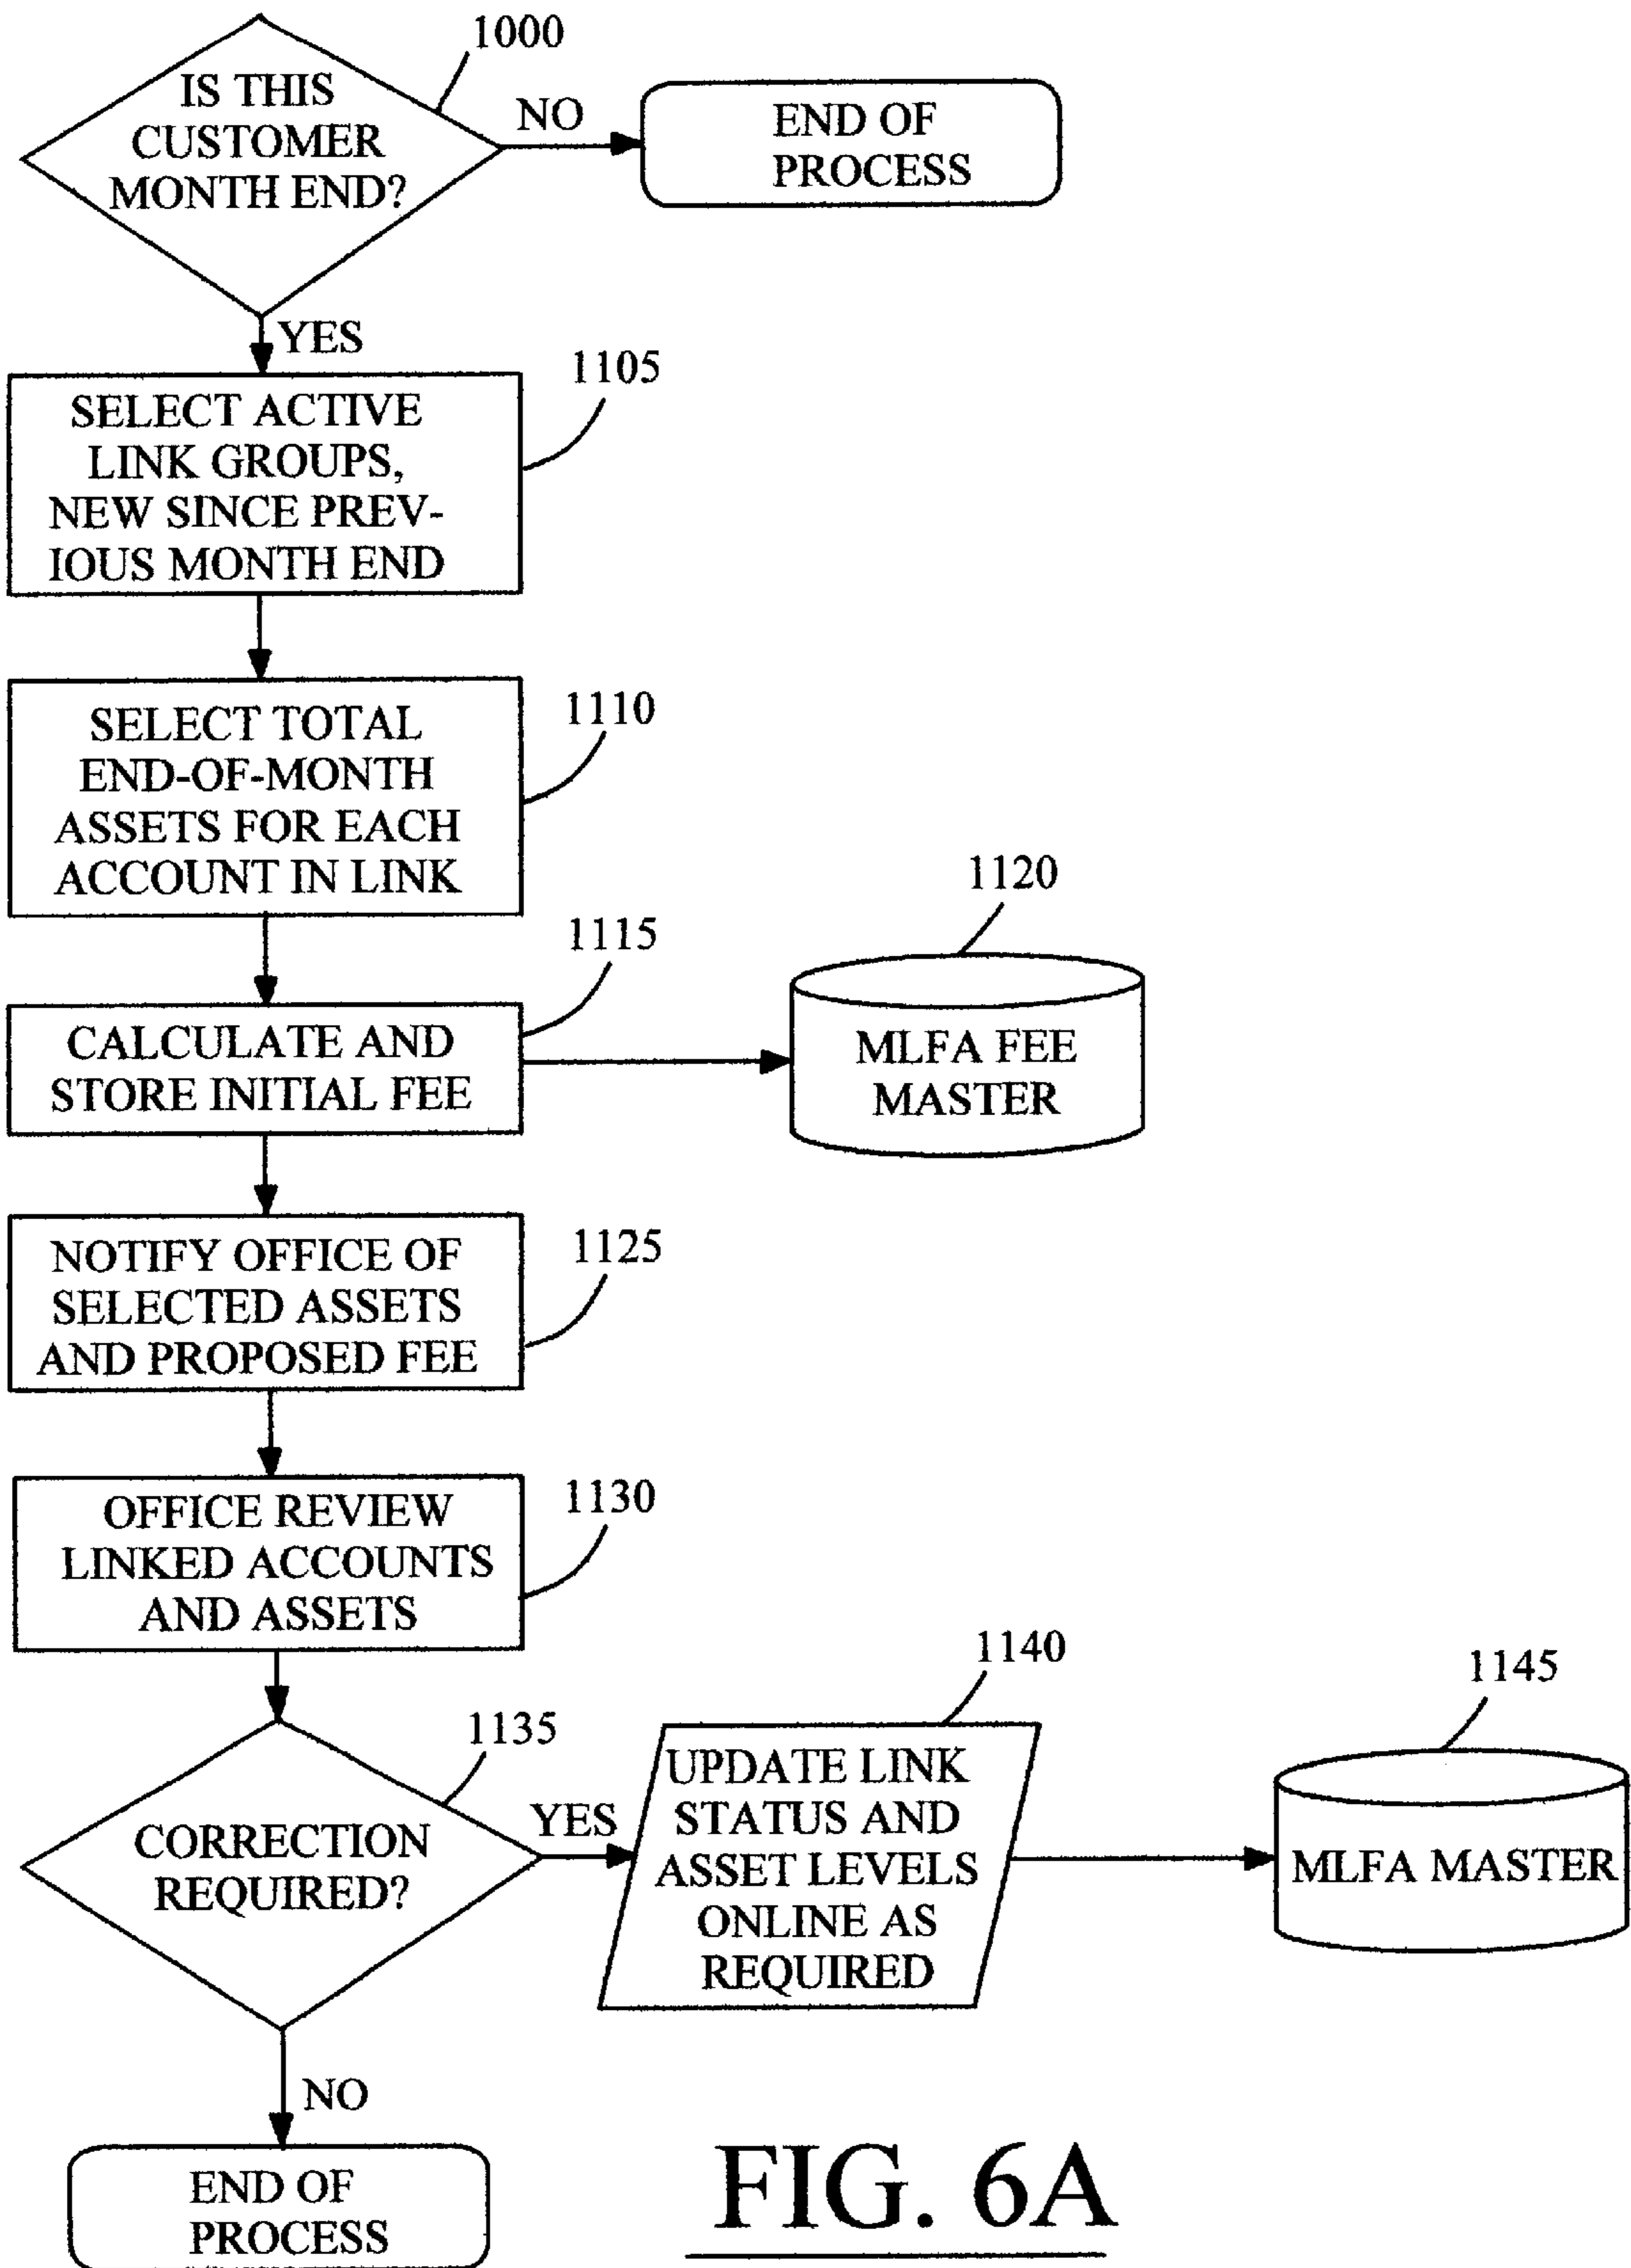 1000
IS THIS
CUSTOMER
MONTH END?
NO
END OF
PROCESS
YES
1105
SELECT ACTIVE
LINK GROUPS,
NEW SINCE PREV-
IOUS MONTH END
1110
SELECT TOTAL
END-OF-MONTH
ASSETS FOR EACH
ACCOUNT IN LINK
1115
CALCULATE AND
STORE INITIAL FEE
1120
MLFA FEE
MASTER
1125
NOTIFY OFFICE OF
SELECTED ASSETS
AND PROPOSED FEE
1130
OFFICE REVIEW
LINKED ACCOUNTS
AND ASSETS
1135
CORRECTION
REQUIRED?
YES
1140
UPDATE LINK
STATUS AND
ASSET LEVELS
ONLINE AS
REQUIRED
1145
MLFA MASTER
NO
END OF
PROCESS
FIG. 6A